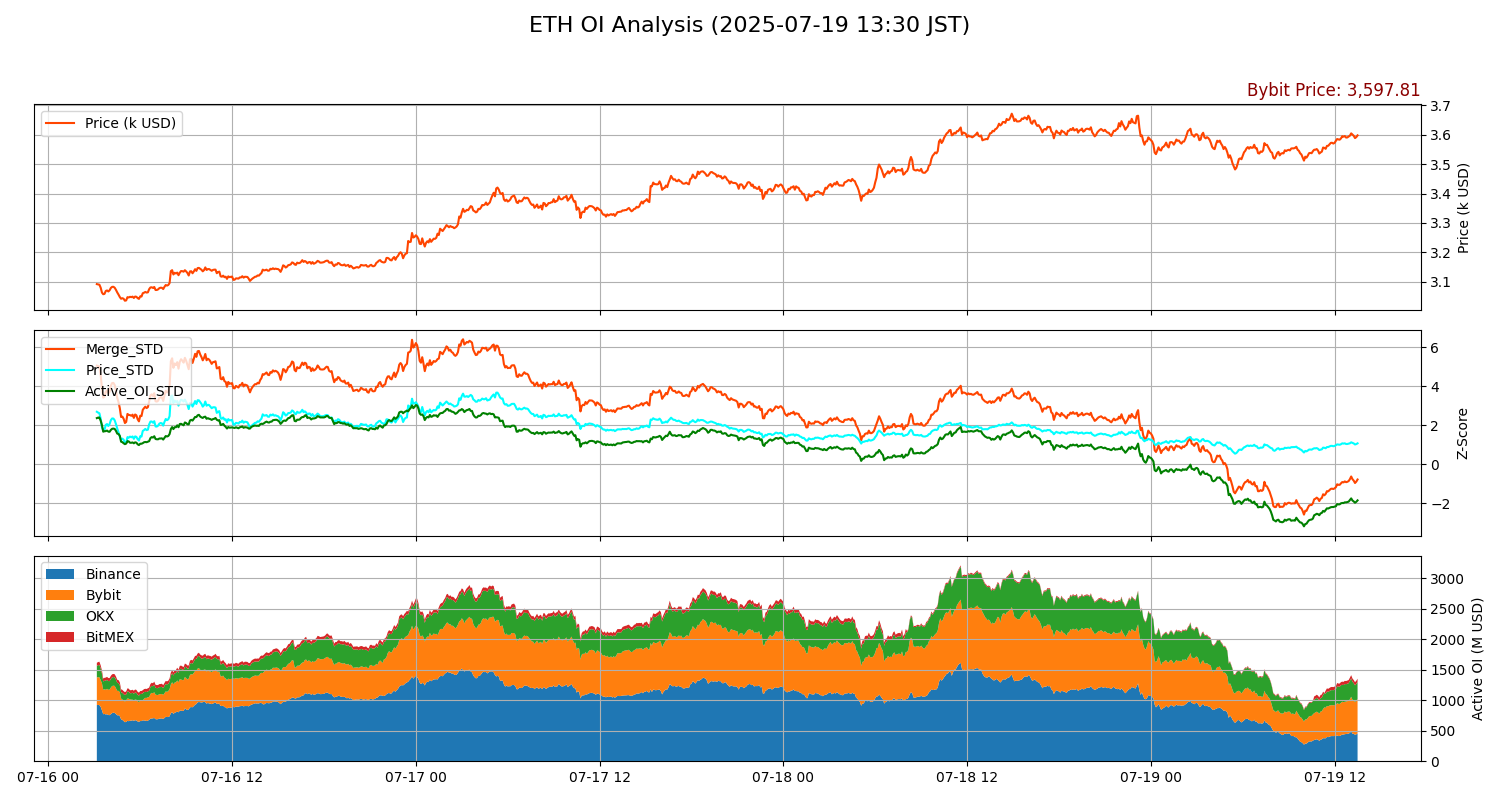 ETH OI Analysis (2025-07-19 13:30 JST)
Bybit Price: 3,597.81
Price (k USD)
3.7
3.6
3.5
3.4
3.3
3.2
3.1
Price (k USD)
Merge_STD
Price_STD
Active_OI_STD
6
4
2
0
−2
Z-Score
Binance
Bybit
OKX
BitMEX
3000
2500
2000
1500
1000
500
0
Active OI (M USD)
07-16 00
07-16 12
07-17 00
07-17 12
07-18 00
07-18 12
07-19 00
07-19 12